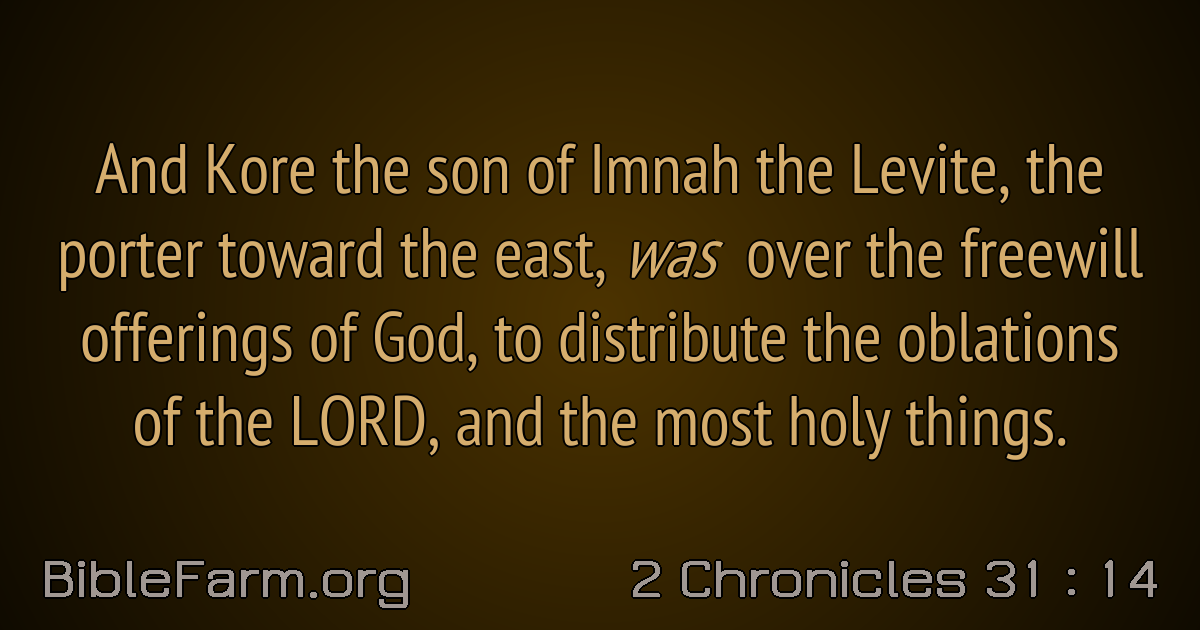 And Kore the son of Imnah the Levite, the
porter toward the east, was over the freewill
offerings of God, to distribute the oblations
of the LORD, and the most holy things.
BibleFarm.org
2 Chronicles 31 : 14